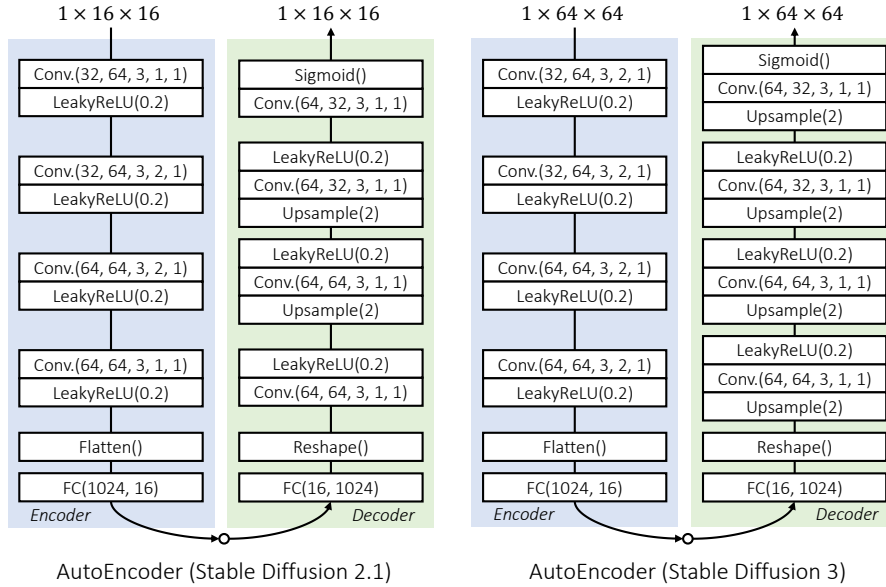 1 × 16 × 16
Conv.(32, 64, 3, 1, 1)
LeakyReLU(0.2)
Conv.(32, 64, 3, 2, 1)
LeakyReLU(0.2)
Conv.(64, 64, 3, 2, 1)
LeakyReLU(0.2)
Conv.(64, 64, 3, 1, 1)
LeakyReLU(0.2)
Flatten()
FC(1024, 16)
Encoder
1 × 16 × 16
Sigmoid()
Conv.(64, 32, 3, 1, 1)
LeakyReLU(0.2)
Conv.(64, 32, 3, 1, 1)
Upsample(2)
LeakyReLU(0.2)
Conv.(64, 64, 3, 1, 1)
Upsample(2)
LeakyReLU(0.2)
Conv.(64, 64, 3, 1, 1)
Reshape()
FC(16, 1024)
Decoder
AutoEncoder (Stable Diffusion 2.1)
1 × 64 × 64
Conv.(32, 64, 3, 2, 1)
LeakyReLU(0.2)
Conv.(32, 64, 3, 2, 1)
LeakyReLU(0.2)
Conv.(64, 64, 3, 2, 1)
LeakyReLU(0.2)
Conv.(64, 64, 3, 2, 1)
LeakyReLU(0.2)
Flatten()
FC(1024, 16)
Encoder
1 × 64 × 64
Sigmoid()
Conv.(64, 32, 3, 1, 1)
Upsample(2)
LeakyReLU(0.2)
Conv.(64, 32, 3, 1, 1)
Upsample(2)
LeakyReLU(0.2)
Conv.(64, 64, 3, 1, 1)
Upsample(2)
LeakyReLU(0.2)
Conv.(64, 64, 3, 1, 1)
Upsample(2)
Reshape()
FC(16, 1024)
Decoder
AutoEncoder (Stable Diffusion 3)